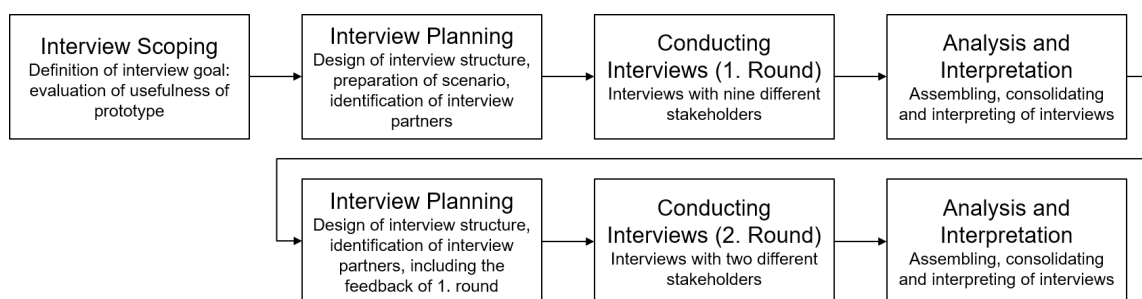 Interview Scoping
Definition of interview goal:
evaluation of usefulness of
prototype
Interview Planning
Design of interview structure,
preparation of scenario,
identification of interview
partners
Conducting
Interviews (1. Round)
Interviews with nine different
stakeholders
Analysis and
Interpretation
Assembling, consolidating
and interpreting of interviews
Interview Planning
Design of interview structure,
identification of interview
partners, including the
feedback of 1. round
Conducting
Interviews (2. Round)
Interviews with two different
stakeholders
Analysis and
Interpretation
Assembling, consolidating
and interpreting of interviews